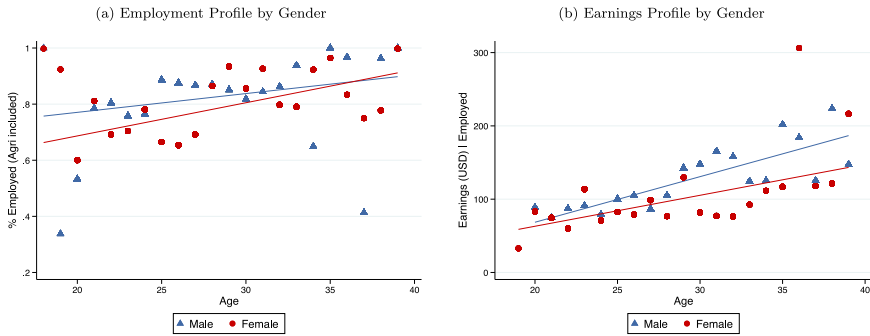 (a) Employment Profile by Gender
% Employed (Agri included)
1
.8
.6
.4
.2
20 25 30 35 40
Age
Male Female
(b) Earnings Profile by Gender
Earnings (USD) | Employed
300
200
100
0
20 25 30 35 40
Age
Male Female